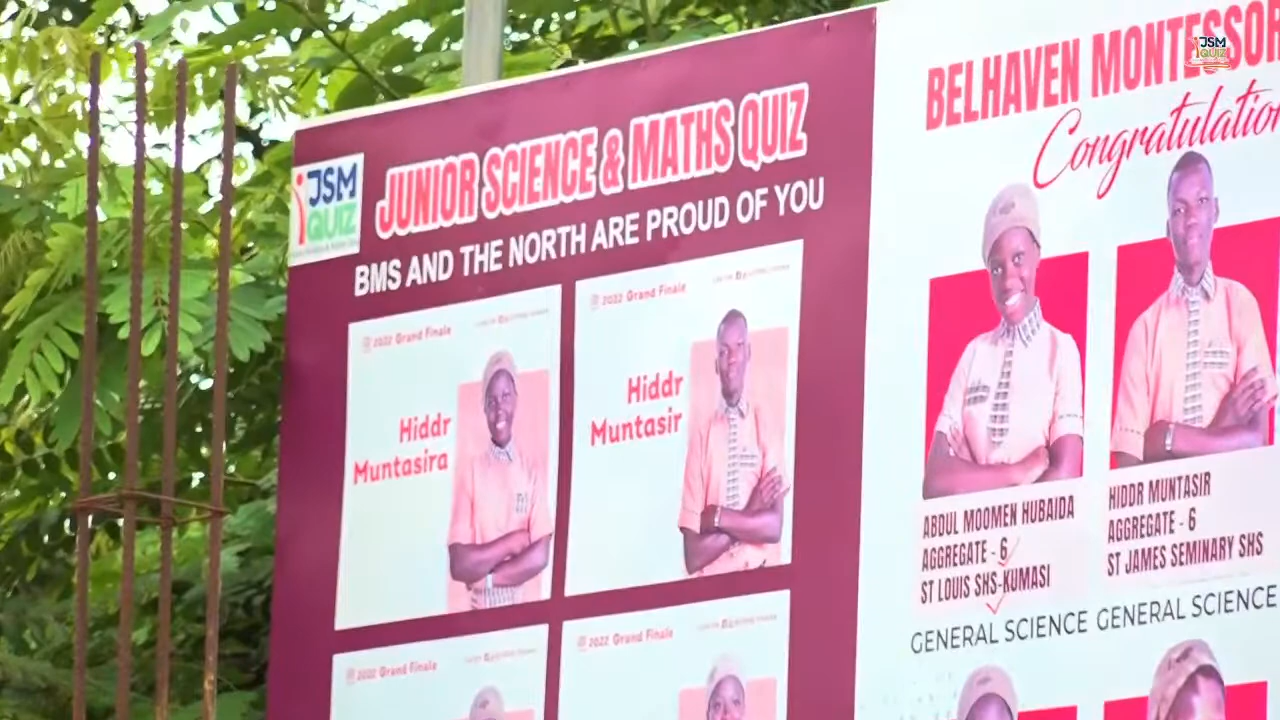 JSM
QUIZ
JSM
QUIZ
JUNIOR SCIENCE & MATHS QUIZ
BMS AND THE NORTH ARE PROUD OF YOU
2022 Grand Finale
Hiddr
Muntasira
2022 Grand Finale
Hiddr
Muntasir
2022 Grand Finale
2022 Grand Finale
BELHAVEN MONTESSOR
Congratulation
ABDUL MOOMEN HUBAIDA
AGGREGATE - 6
ST LOUIS SHS-KUMASI
GENERAL SCIENCE
HIDDR MUNTASIR
AGGREGATE - 6
ST JAMES SEMINARY SHS
GENERAL SCIENCE